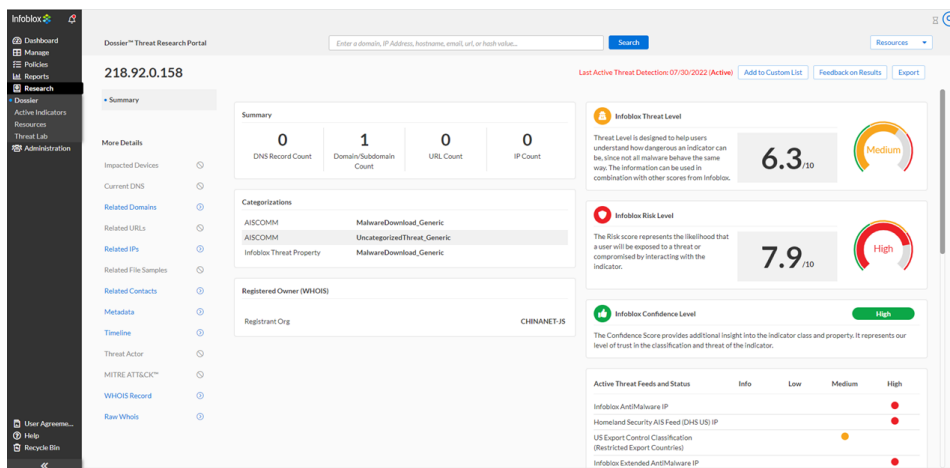 Infoblox
Dashboard
Manage
Policies
Reports
Research
Dossier
Active Indicators
Resources
Threat Lab
Administration
User Agreeme...
Help
Recycle Bin
Dossier™ Threat Research Portal
Enter a domain, IP Address, hostname, email, url, or hash value...
Search
Resources
218.92.0.158
Last Active Threat Detection: 07/30/2022 (Active)
Add to Custom List
Feedback on Results
Export
Summary
More Details
Impacted Devices
Current DNS
Related Domains
Related URLs
Related IPs
Related File Samples
Related Contacts
Metadata
Timeline
Threat Actor
MITRE ATT&CK™
WHOIS Record
Raw Whois
Summary
0 1 0 0
DNS Record Count Domain/Subdomain URL Count IP Count
Count
Categorizations
AISCOMM MalwareDownload_Generic
AISCOMM UncategorizedThreat_Generic
Infoblox Threat Property MalwareDownload_Generic
Registered Owner (WHOIS)
Registrant Org CHINANET-JS
Infoblox Threat Level
Threat Level is designed to help users
understand how dangerous an indicator can
be, since not all malware behave the same
way. The information can be used in
combination with other scores from Infoblox.
6.3/10
Medium
Infoblox Risk Level
The Risk score represents the likelihood that
a user will be exposed to a threat or
compromised by interacting with the
indicator.
7.9/10
High
Infoblox Confidence Level
High
The Confidence Score provides additional insight into the indicator class and property. It represents our
level of trust in the classification and threat of the indicator.
Active Threat Feeds and Status Info Low Medium High
Infoblox AntiMalware IP
Homeland Security AIS Feed (DHS US) IP
US Export Control Classification
(Restricted Export Countries)
Infoblox Extended AntiMalware IP